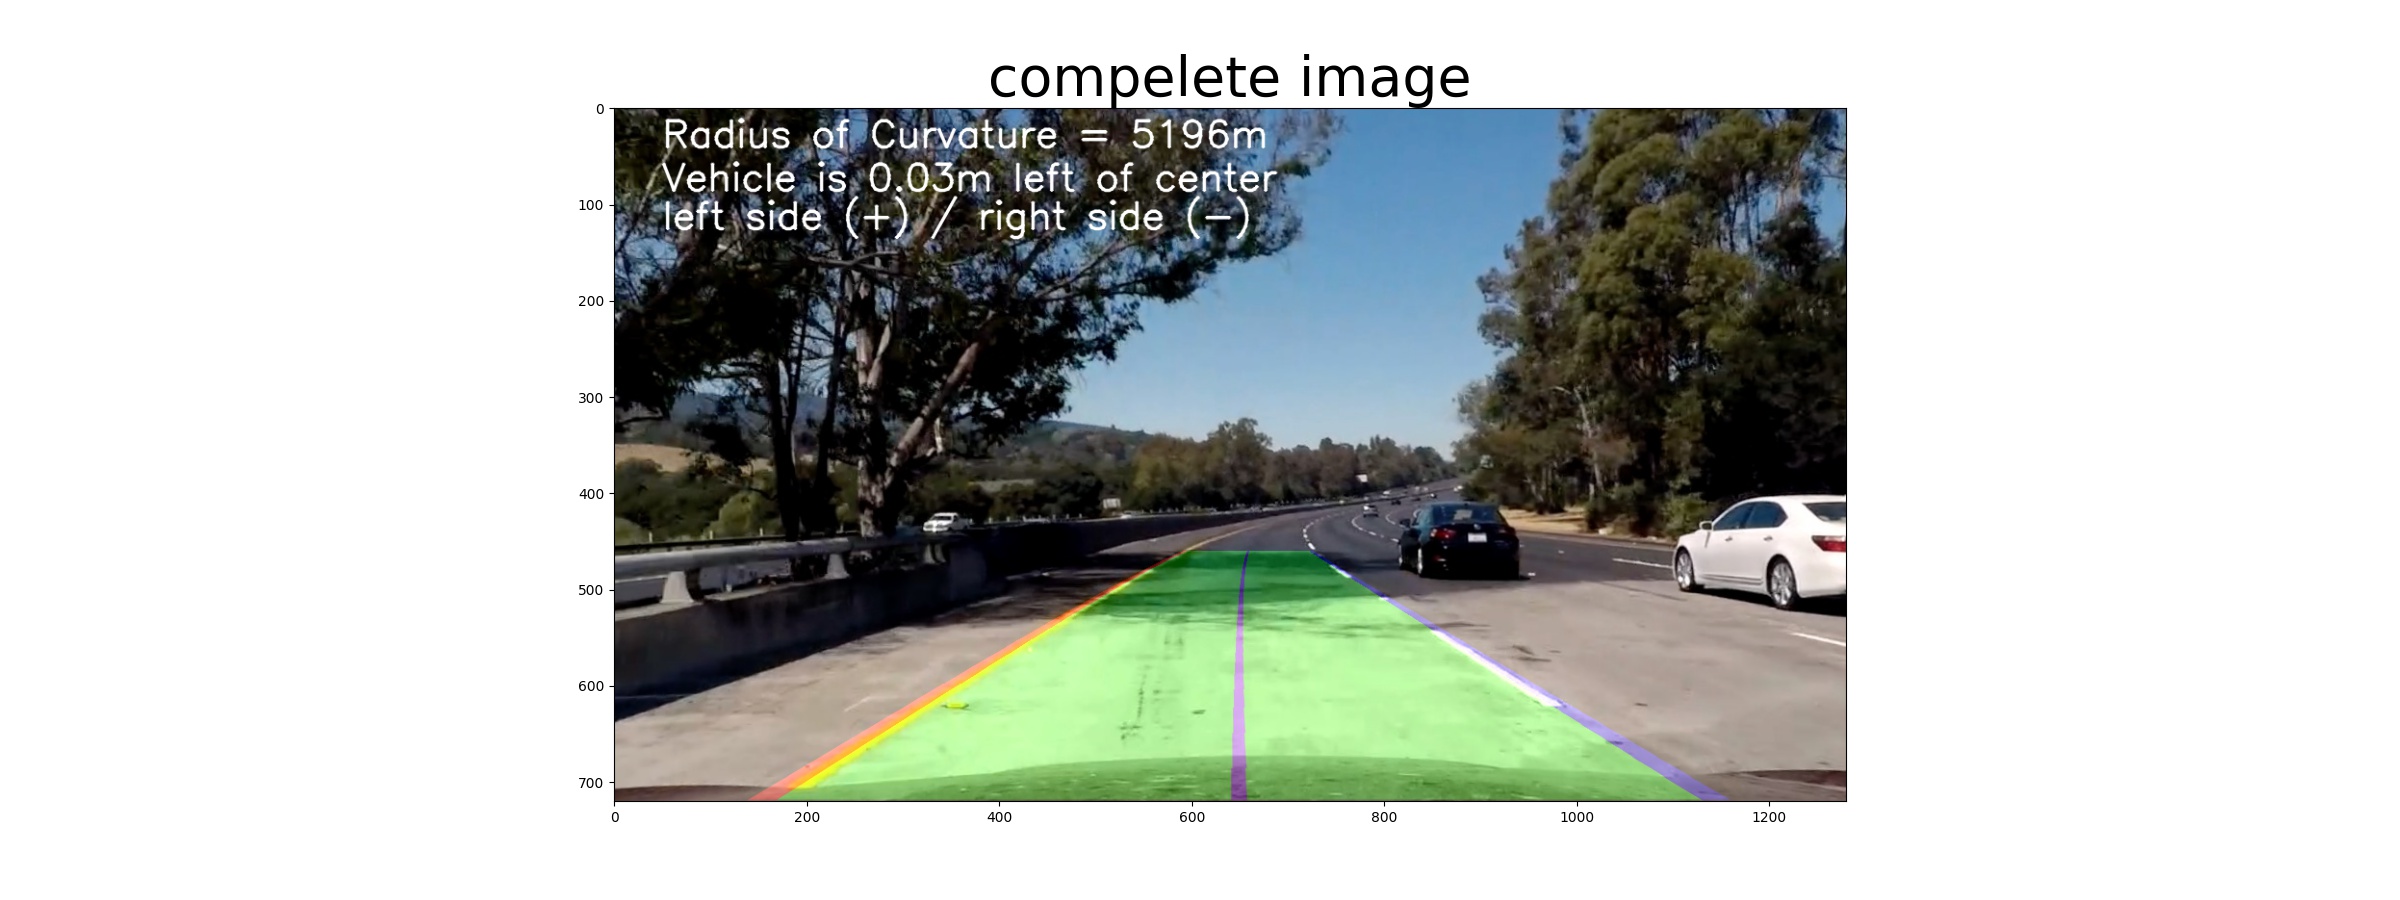 compelete image
Radius of Curvature = 5196m
Vehicle is 0.03m left of center
left side (+) / right side (-)
0
100
200
300
400
500
600
700
0 200 400 600 800 1000 1200